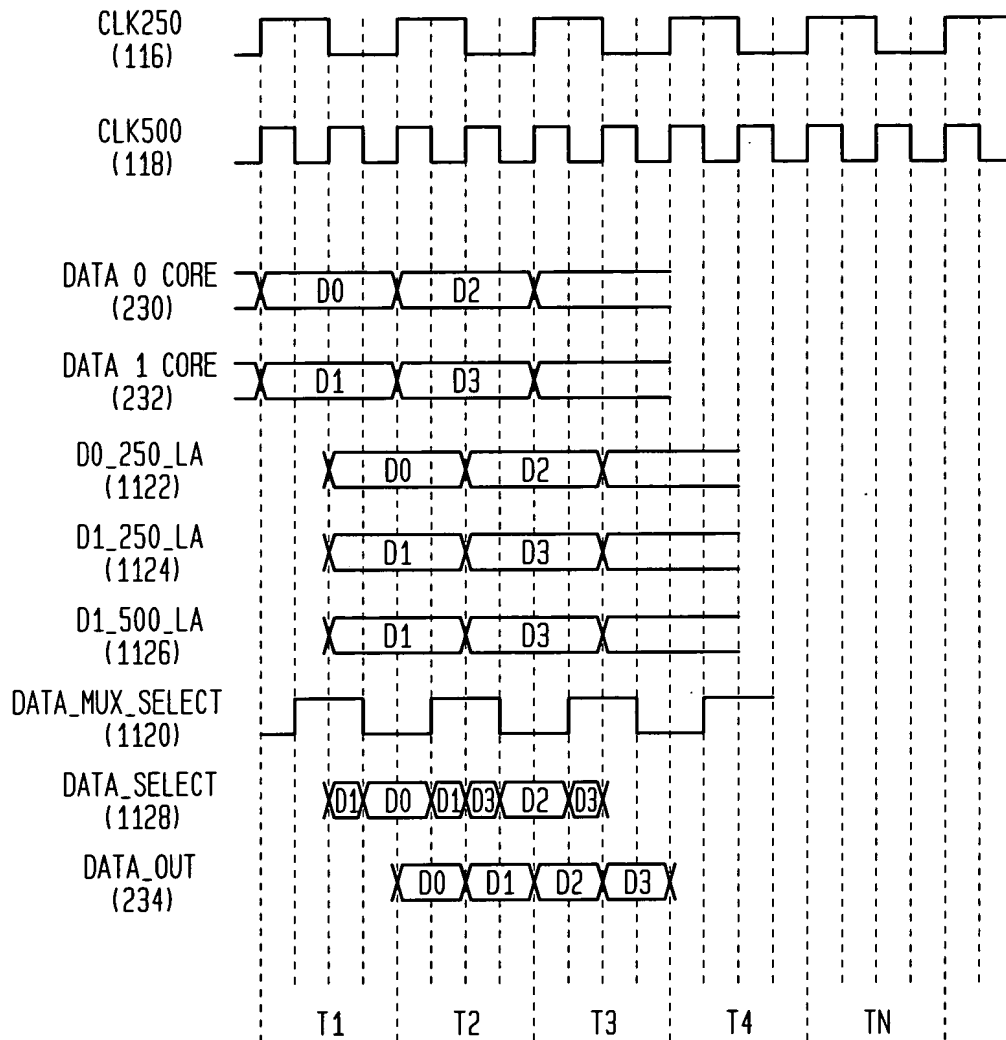 CLK250
(116)
CLK500
(118)
DATA 0 CORE
(230)
D0 D2
DATA 1 CORE
(232)
D1 D3
D0_250_LA
(1122)
D0 D2
D1_250_LA
(1124)
D1 D3
D1_500_LA
(1126)
D1 D3
DATA_MUX_SELECT
(1120)
DATA_SELECT
(1128)
D1 D0 D1 D3 D2 D3
DATA_OUT
(234)
D0 D1 D2 D3
T1 T2 T3 T4 TN